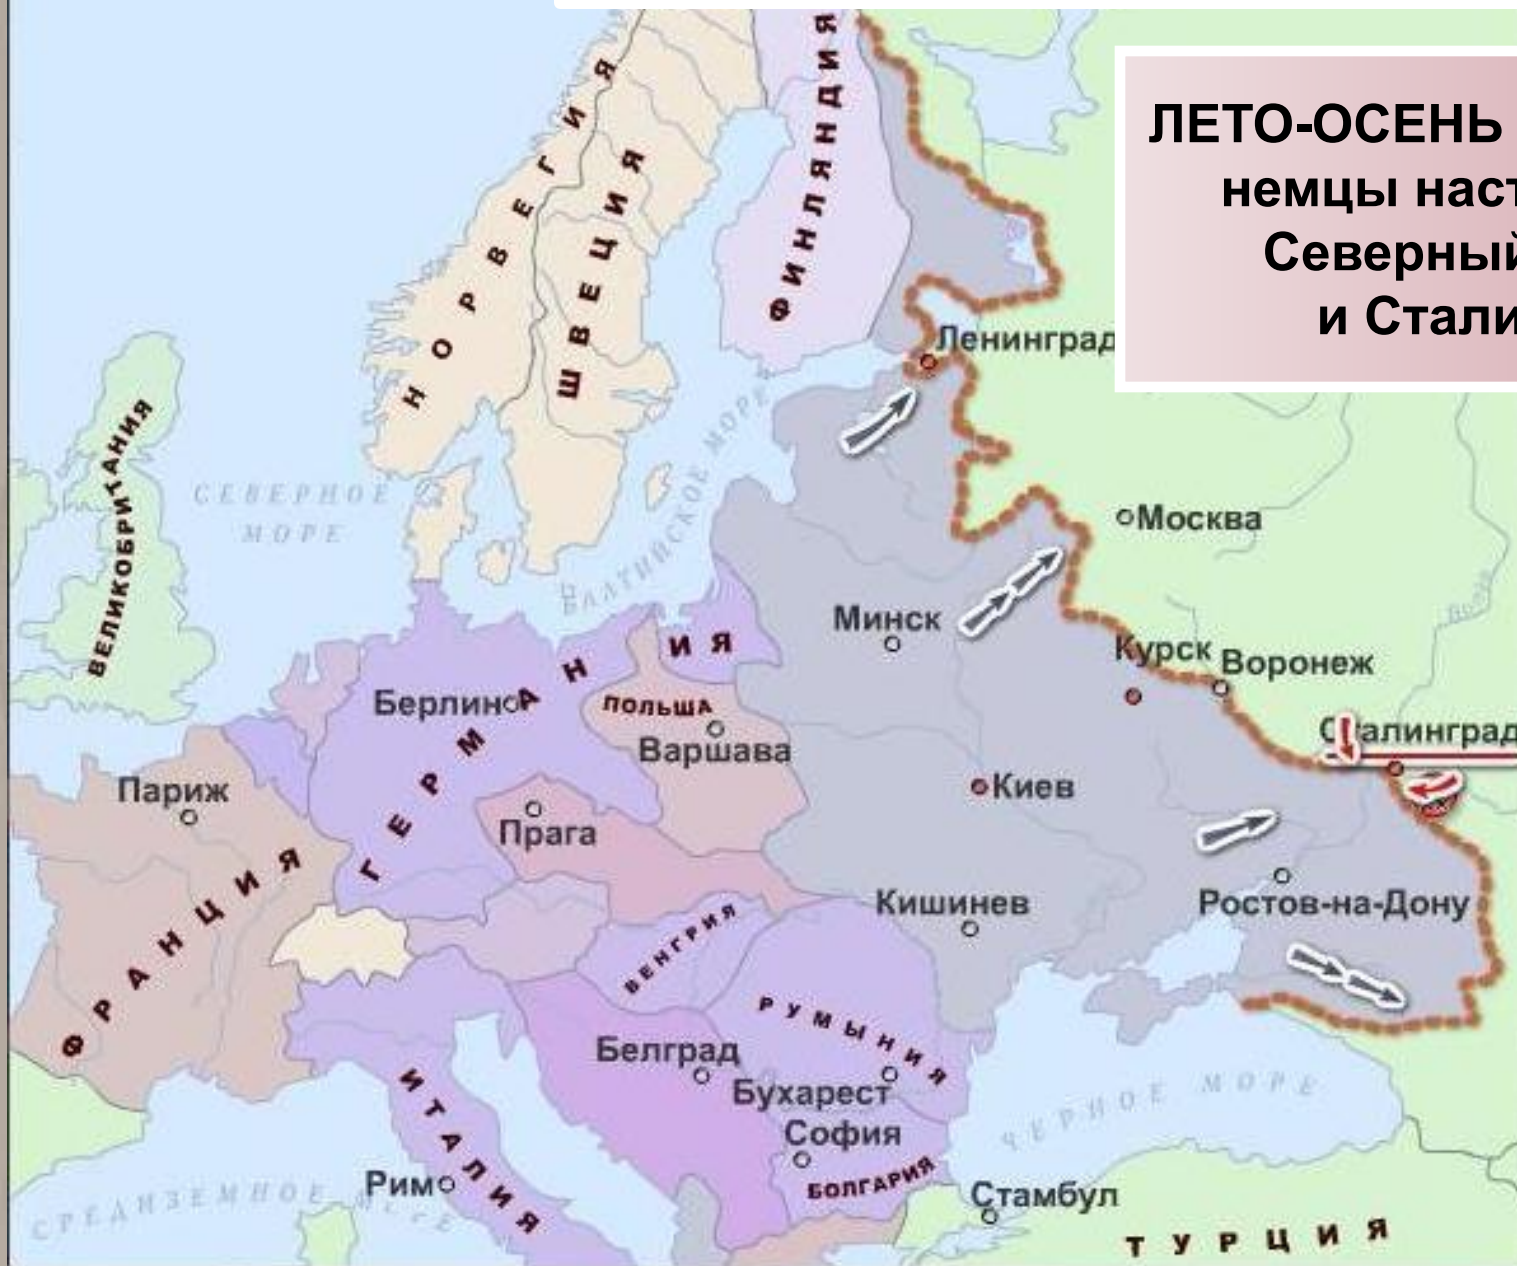 ЛЕТО-ОСЕНЬ
немцы наст
Северный
и Стали
НОРВЕГИЯ
ШВЕЦИЯ
ФИНЛЯНДИЯ
Ленинград
ВЕЛИКОБРИТАНИЯ
СЕВЕРНОЕ
МОРЕ
БАЛТИЙСКОЕ МОРЕ
Москва
Минск
Курск
Воронеж
Сталинград
Берлин
ГЕРМАНИЯ
ПОЛЬША
Варшава
Париж
Прага
Киев
ФРАНЦИЯ
Кишинев
Ростов-на-Дону
ВЕНГРИЯ
РУМЫНИЯ
Белград
Бухарест
София
БОЛГАРИЯ
ИТАЛИЯ
Рим
СРЕДИЗЕМНОЕ МОРЕ
ЧЕРНОЕ МОРЕ
Стамбул
ТУРЦИЯ